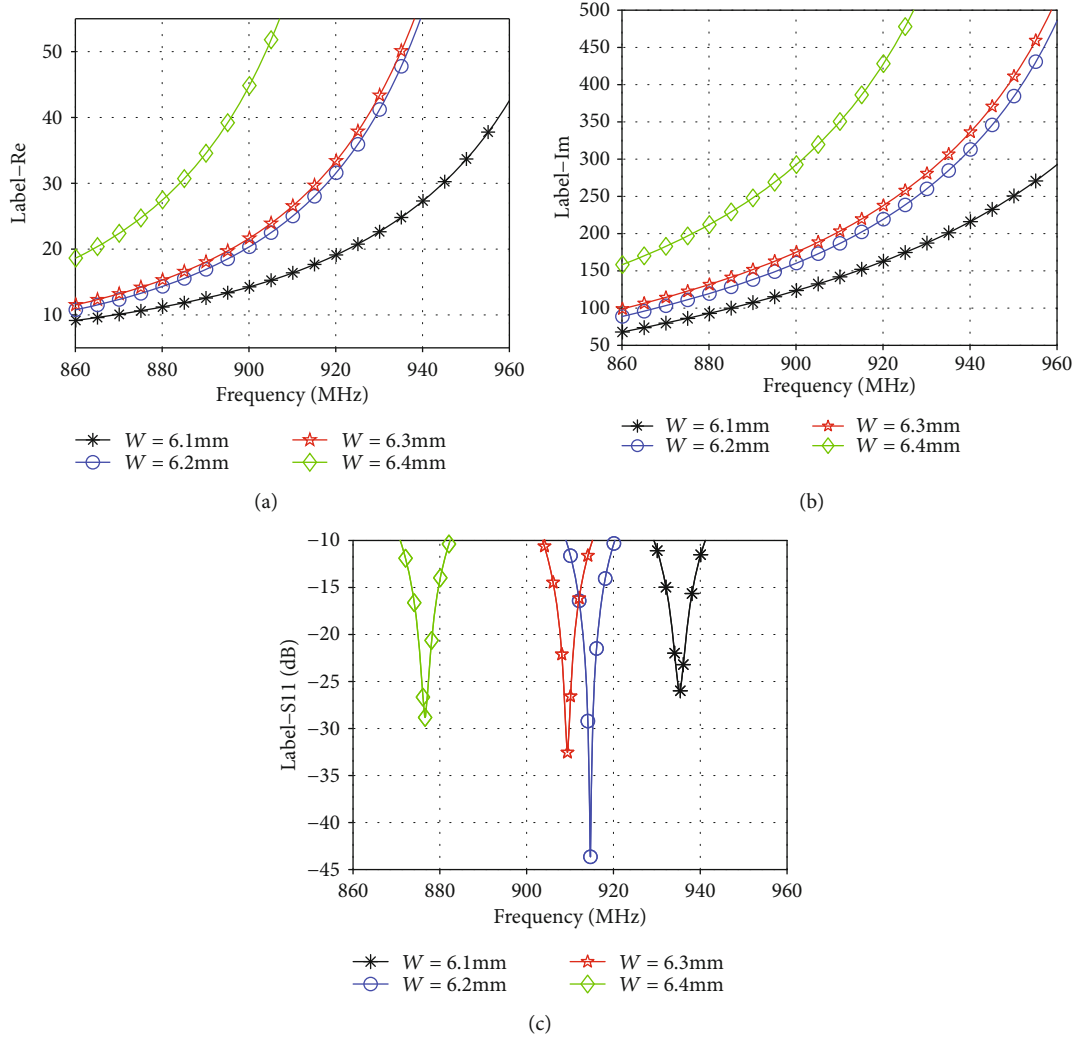 50
40
30
20
10
Label–Re
860 880 900 920 940 960
Frequency (MHz)
W = 6.1mm
W = 6.2mm
W = 6.3mm
W = 6.4mm
(a)
500
450
400
350
300
250
200
150
100
50
Label–Im
860 880 900 920 940 960
Frequency (MHz)
W = 6.1mm
W = 6.2mm
W = 6.3mm
W = 6.4mm
(b)
−10
−15
−20
−25
−30
−35
−40
−45
Label–S11 (dB)
860 880 900 920 940 960
Frequency (MHz)
W = 6.1mm
W = 6.2mm
W = 6.3mm
W = 6.4mm
(c)